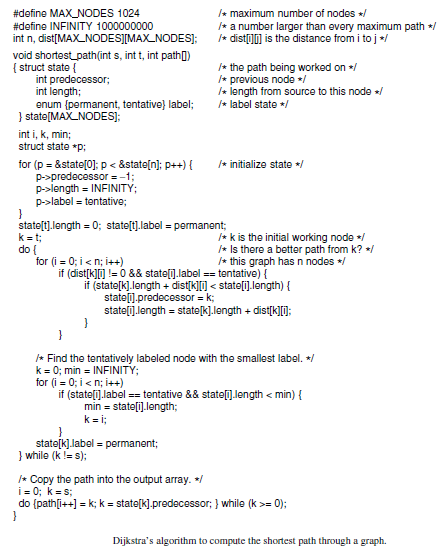 #define MAX_NODES 1024 /* maximum number of nodes */
#define INFINITY 1000000000 /* a number larger than every maximum path */
int n, dist[MAX_NODES][MAX_NODES]; /* dist[i][j] is the distance from i to j */
void shortest_path(int s, int t, int path[])
{ struct state { /* the path being worked on */
int predecessor; /* previous node */
int length; /* length from source to this node */
enum {permanent, tentative} label; /* label state */
} state[MAX_NODES];
int i, k, min;
struct state *p;
for (p = &state[0]; p < &state[n]; p++) { /* initialize state */
p->predecessor = −1;
p->length = INFINITY;
p->label = tentative;
}
state[t].length = 0; state[t].label = permanent;
k = t; /* k is the initial working node */
do { /* Is there a better path from k? */
for (i = 0; i < n; i++) /* this graph has n nodes */
if (dist[k][i] != 0 && state[i].label == tentative) {
if (state[k].length + dist[k][i] < state[i].length) {
state[i].predecessor = k;
state[i].length = state[k].length + dist[k][i];
}
}
/* Find the tentatively labeled node with the smallest label. */
k = 0; min = INFINITY;
for (i = 0; i < n; i++)
if (state[i].label == tentative && state[i].length < min) {
min = state[i].length;
k = i;
}
state[k].label = permanent;
} while (k != s);
/* Copy the path into the output array. */
i = 0; k = s;
do {path[i++] = k; k = state[k].predecessor; } while (k >= 0);
}
Dijkstra's algorithm to compute the shortest path through a graph.